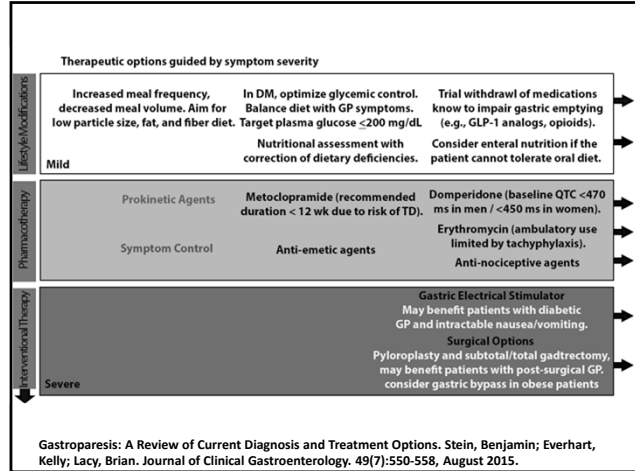 Therapeutic options guided by symptom severity
Lifestyle Modifications
Increased meal frequency,
decreased meal volume. Aim for
low particle size, fat, and fiber diet.
In DM, optimize glycemic control.
Balance diet with GP symptoms.
Target plasma glucose ≤200 mg/dL
Nutritional assessment with
correction of dietary deficiencies.
Trial withdrawl of medications
know to impair gastric emptying
(e.g., GLP-1 analogs, opioids).
Consider enteral nutrition if the
patient cannot tolerate oral diet.
Mild
Pharmacotherapy
Prokinetic Agents
Metoclopramide (recommended
duration < 12 wk due to risk of TD).
Domperidone (baseline QTC <470
ms in men / <450 ms in women).
Erythromycin (ambulatory use
limited by tachyphylaxis).
Symptom Control
Anti-emetic agents
Anti-nociceptive agents
Interventional Therapy
Gastric Electrical Stimulator
May benefit patients with diabetic
GP and intractable nausea/vomiting.
Surgical Options
Pyloroplasty and subtotal/total gadtrectomy,
may benefit patients with post-surgical GP.
consider gastric bypass in obese patients
Severe
Gastroparesis: A Review of Current Diagnosis and Treatment Options. Stein, Benjamin; Everhart,
Kelly; Lacy, Brian. Journal of Clinical Gastroenterology. 49(7):550-558, August 2015.